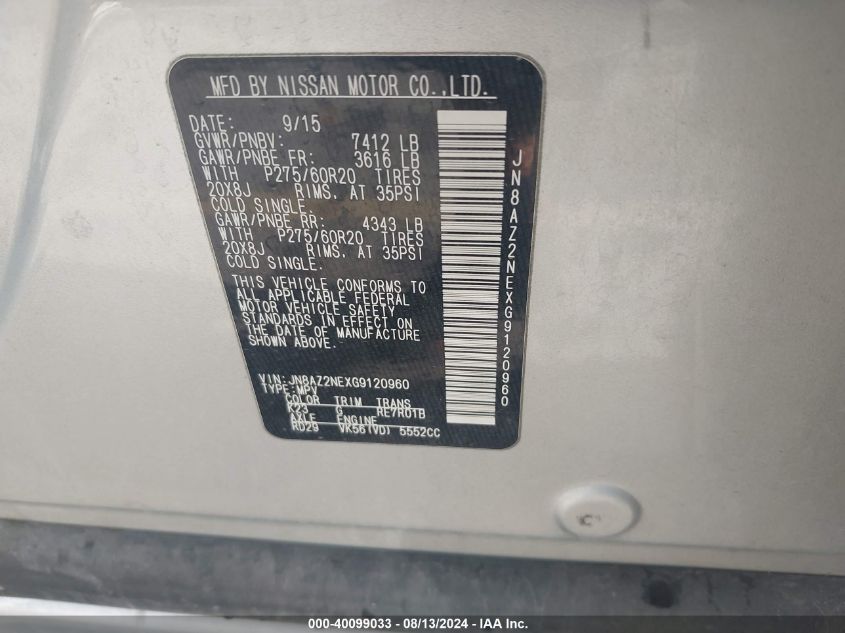 MFD BY NISSAN MOTOR CO.,LTD.
DATE: 9/15
GVWR/PNBV: 7412 LB
GAWR/PNBE FR: 3616 LB
WITH P275/60R20 TIRES
20X8J RIMS. AT 35PSI
COLD SINGLE.
GAWR/PNBE RR: 4343 LB
WITH P275/60R20 TIRES
20X8J RIMS. AT 35PSI
COLD SINGLE.
THIS VEHICLE CONFORMS TO
ALL APPLICABLE FEDERAL
MOTOR VEHICLE SAFETY
STANDARDS IN EFFECT ON
THE DATE OF MANUFACTURE
SHOWN ABOVE.
VIN: JN8AZ2NEXG9120960
TYPE: MPV
COLOR TRIM TRANS
K23 G RE7R01B
AXLE ENGINE
RD29 VK56(VD) 5552CC
JN8AZ2NEXG9120960
000-40099033 - 08/13/2024 - IAA Inc.